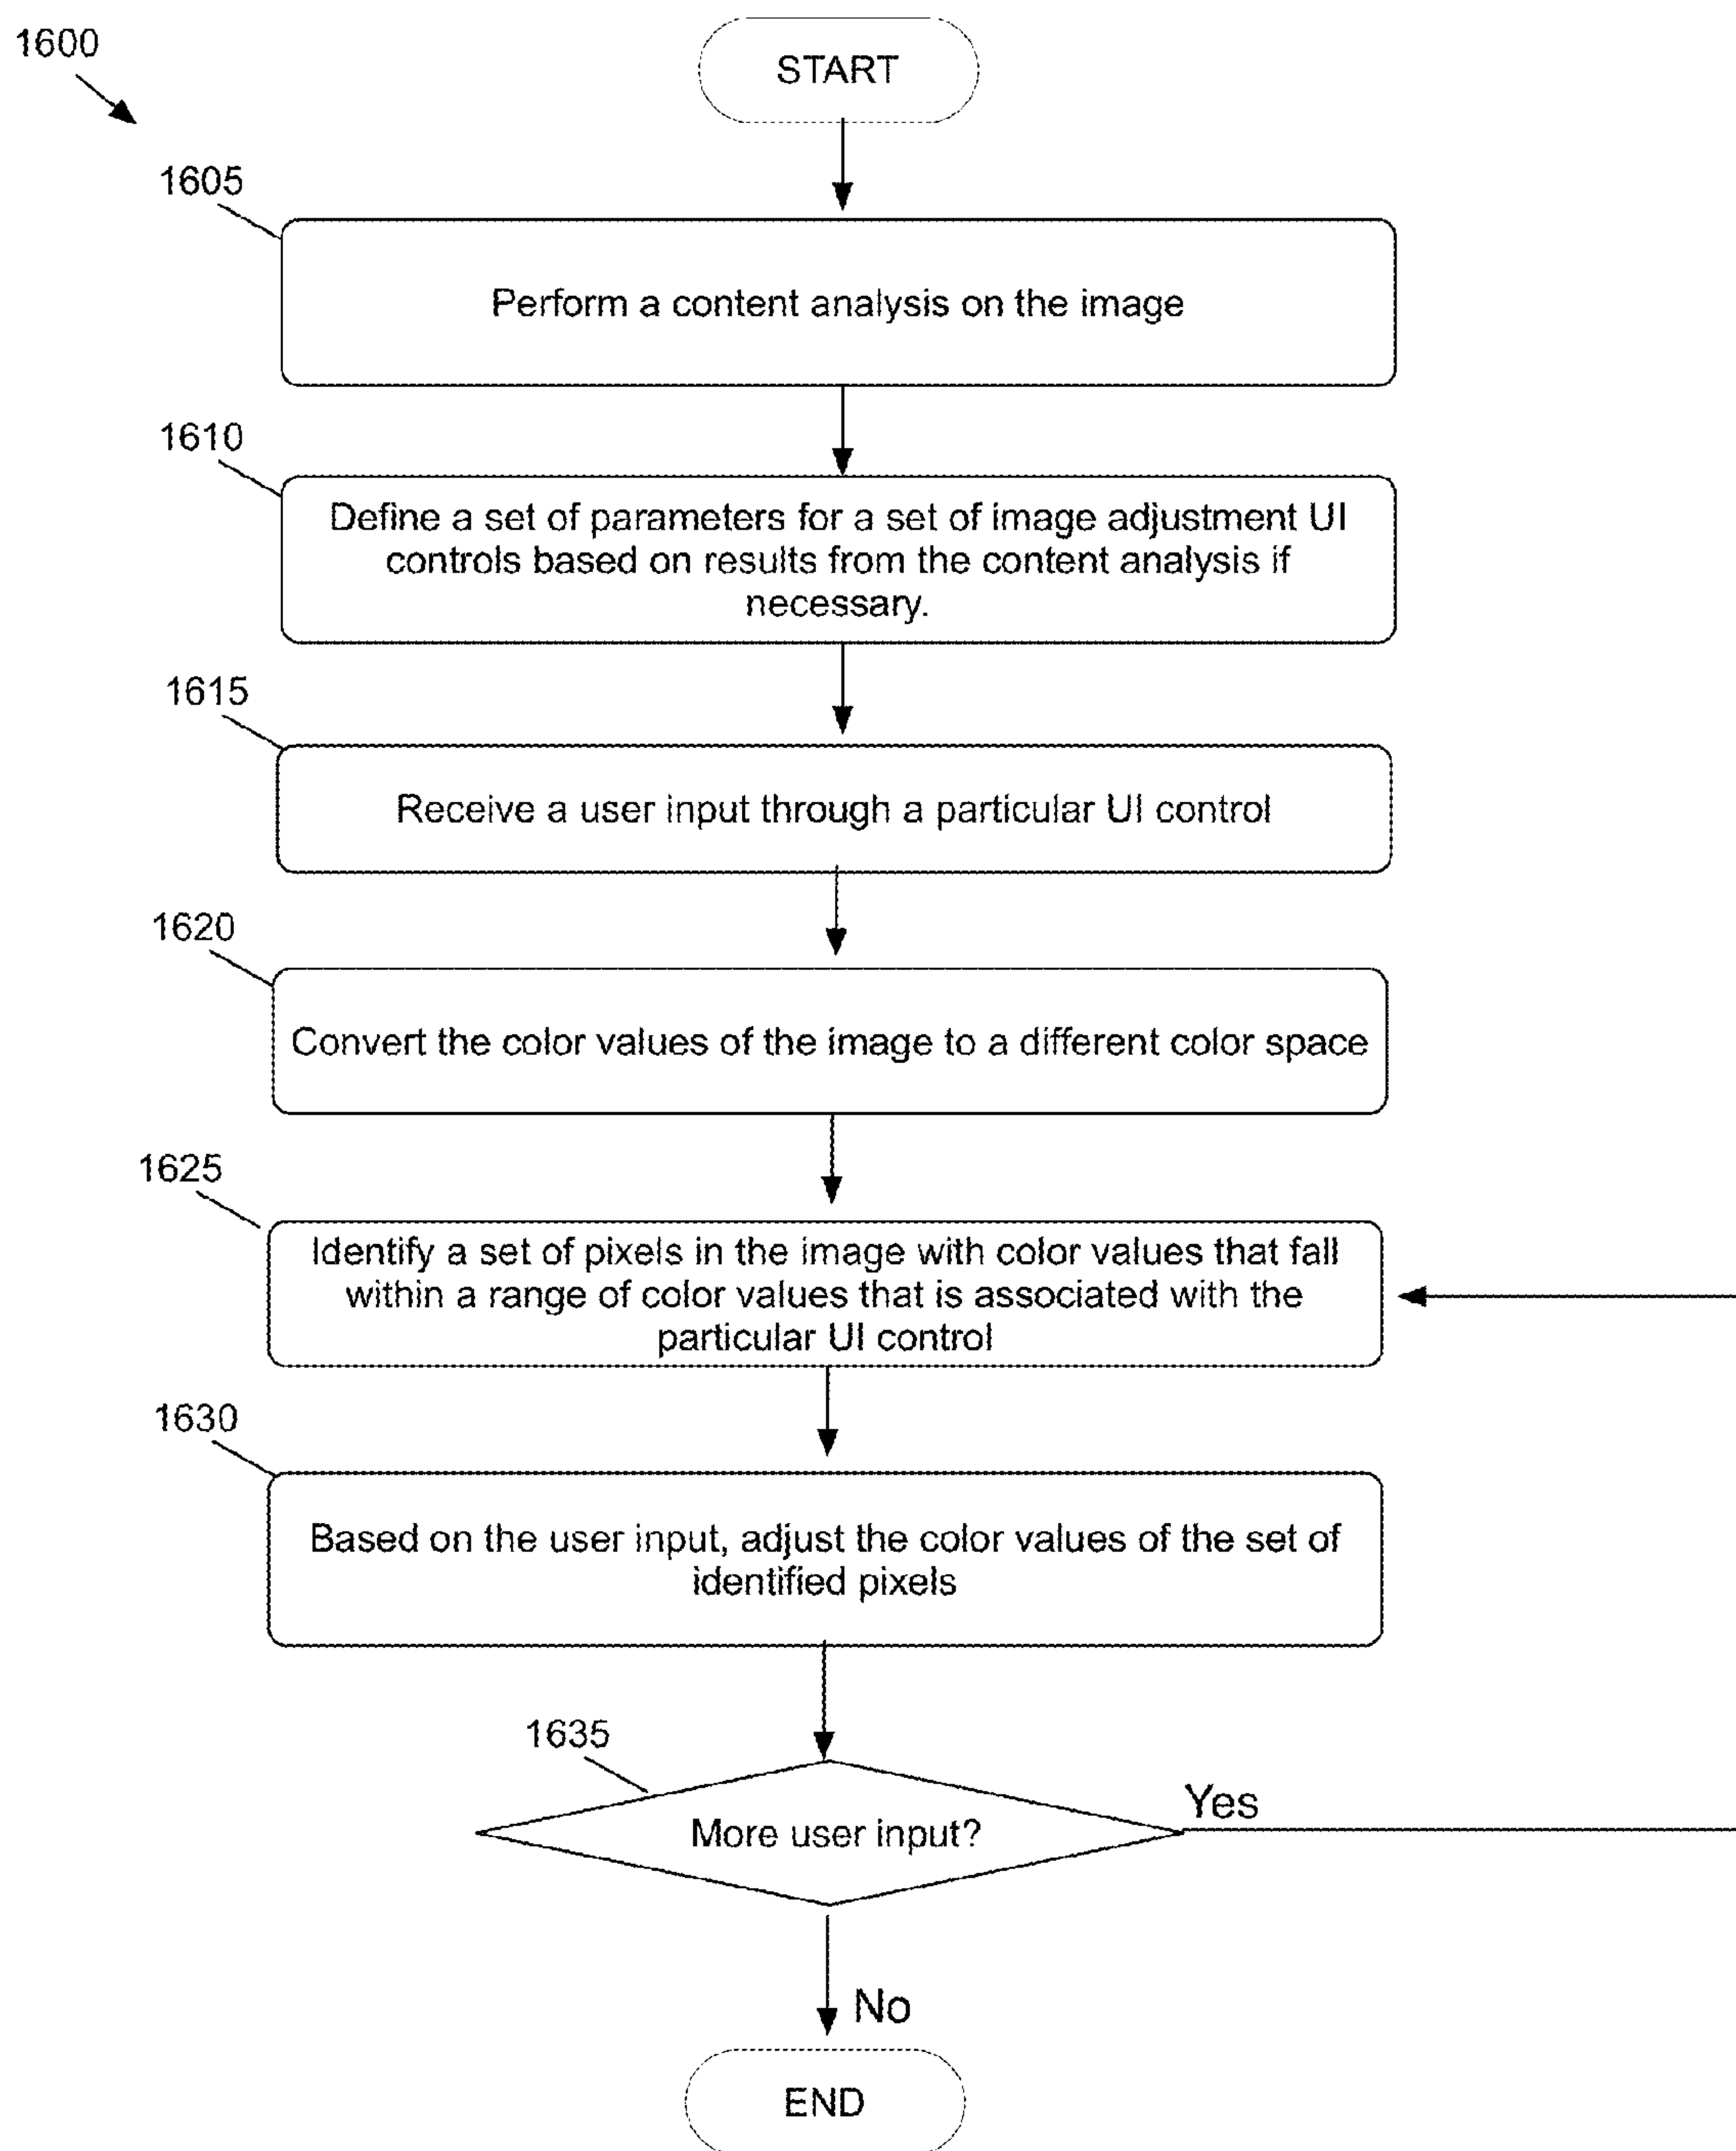 1600
START
1605
Perform a content analysis on the image
1610
Define a set of parameters for a set of image adjustment UI
controls based on results from the content analysis if
necessary.
1615
Receive a user input through a particular UI control
1620
Convert the color values of the image to a different color space
1625
Identify a set of pixels in the image with color values that fall
within a range of color values that is associated with the
particular UI control
1630
Based on the user input, adjust the color values of the set of
identified pixels
1635
More user input?
Yes
No
END